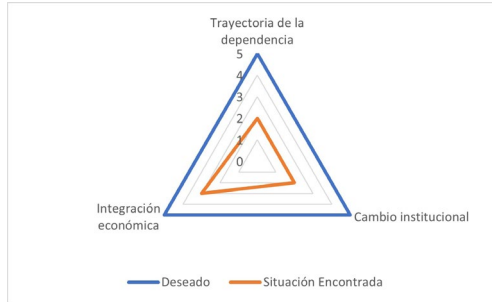 Trayectoria de la
dependencia
5
4
3
2
1
0
Integración
económica
Cambio institucional
Deseado
Situación Encontrada